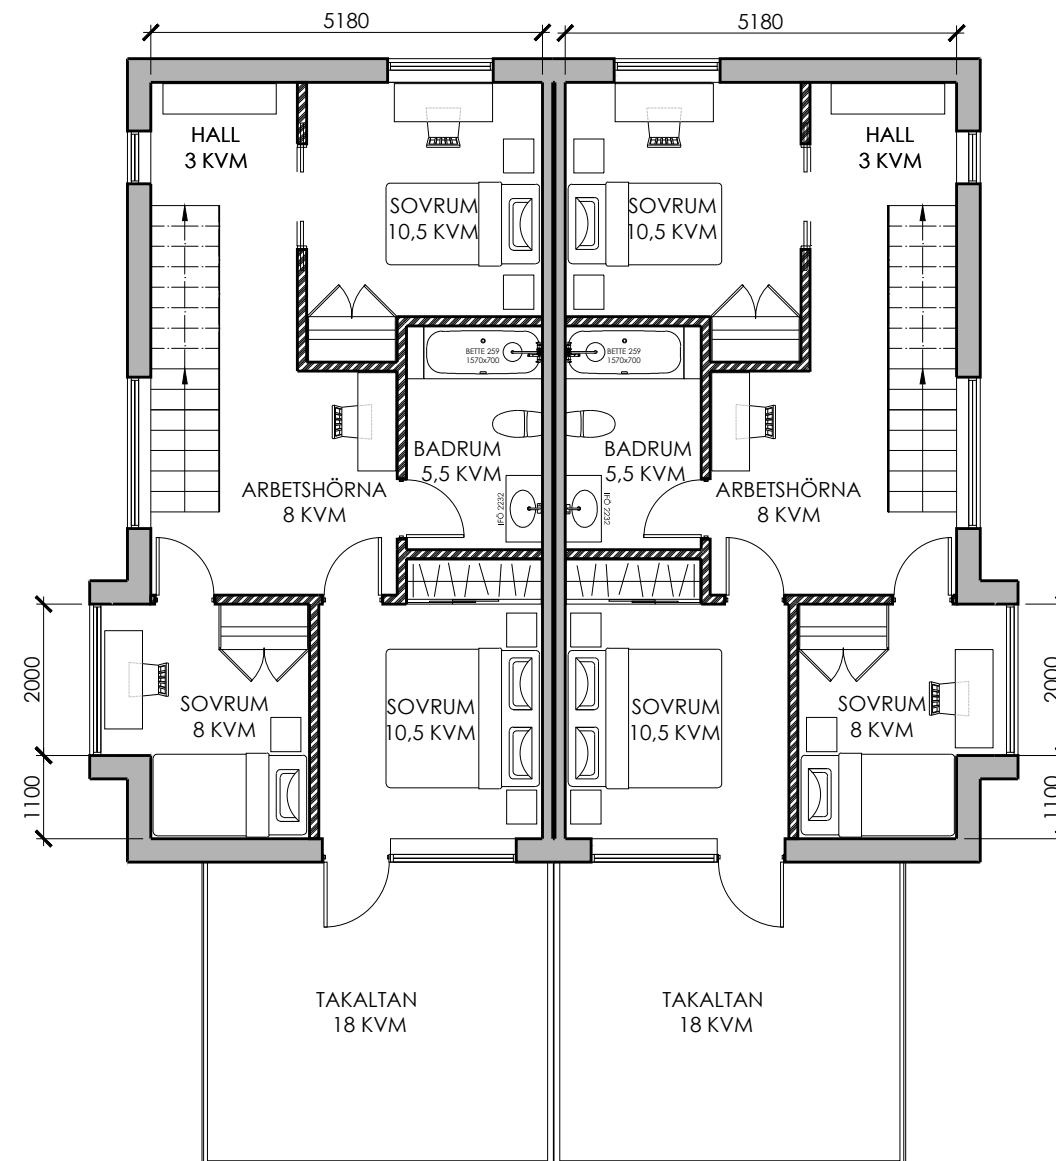 5180
5180
HALL
3 KVM
HALL
3 KVM
SOVRUM
10,5 KVM
SOVRUM
10,5 KVM
BETTE 259
1570x700
BETTE 259
1570x700
BADRUM
5,5 KVM
BADRUM
5,5 KVM
ARBETSHÖRNA
8 KVM
IFÖ 2232
IFÖ 2232
ARBETSHÖRNA
8 KVM
2000
2000
SOVRUM
8 KVM
SOVRUM
10,5 KVM
SOVRUM
10,5 KVM
SOVRUM
8 KVM
1100
1100
TAKALTAN
18 KVM
TAKALTAN
18 KVM